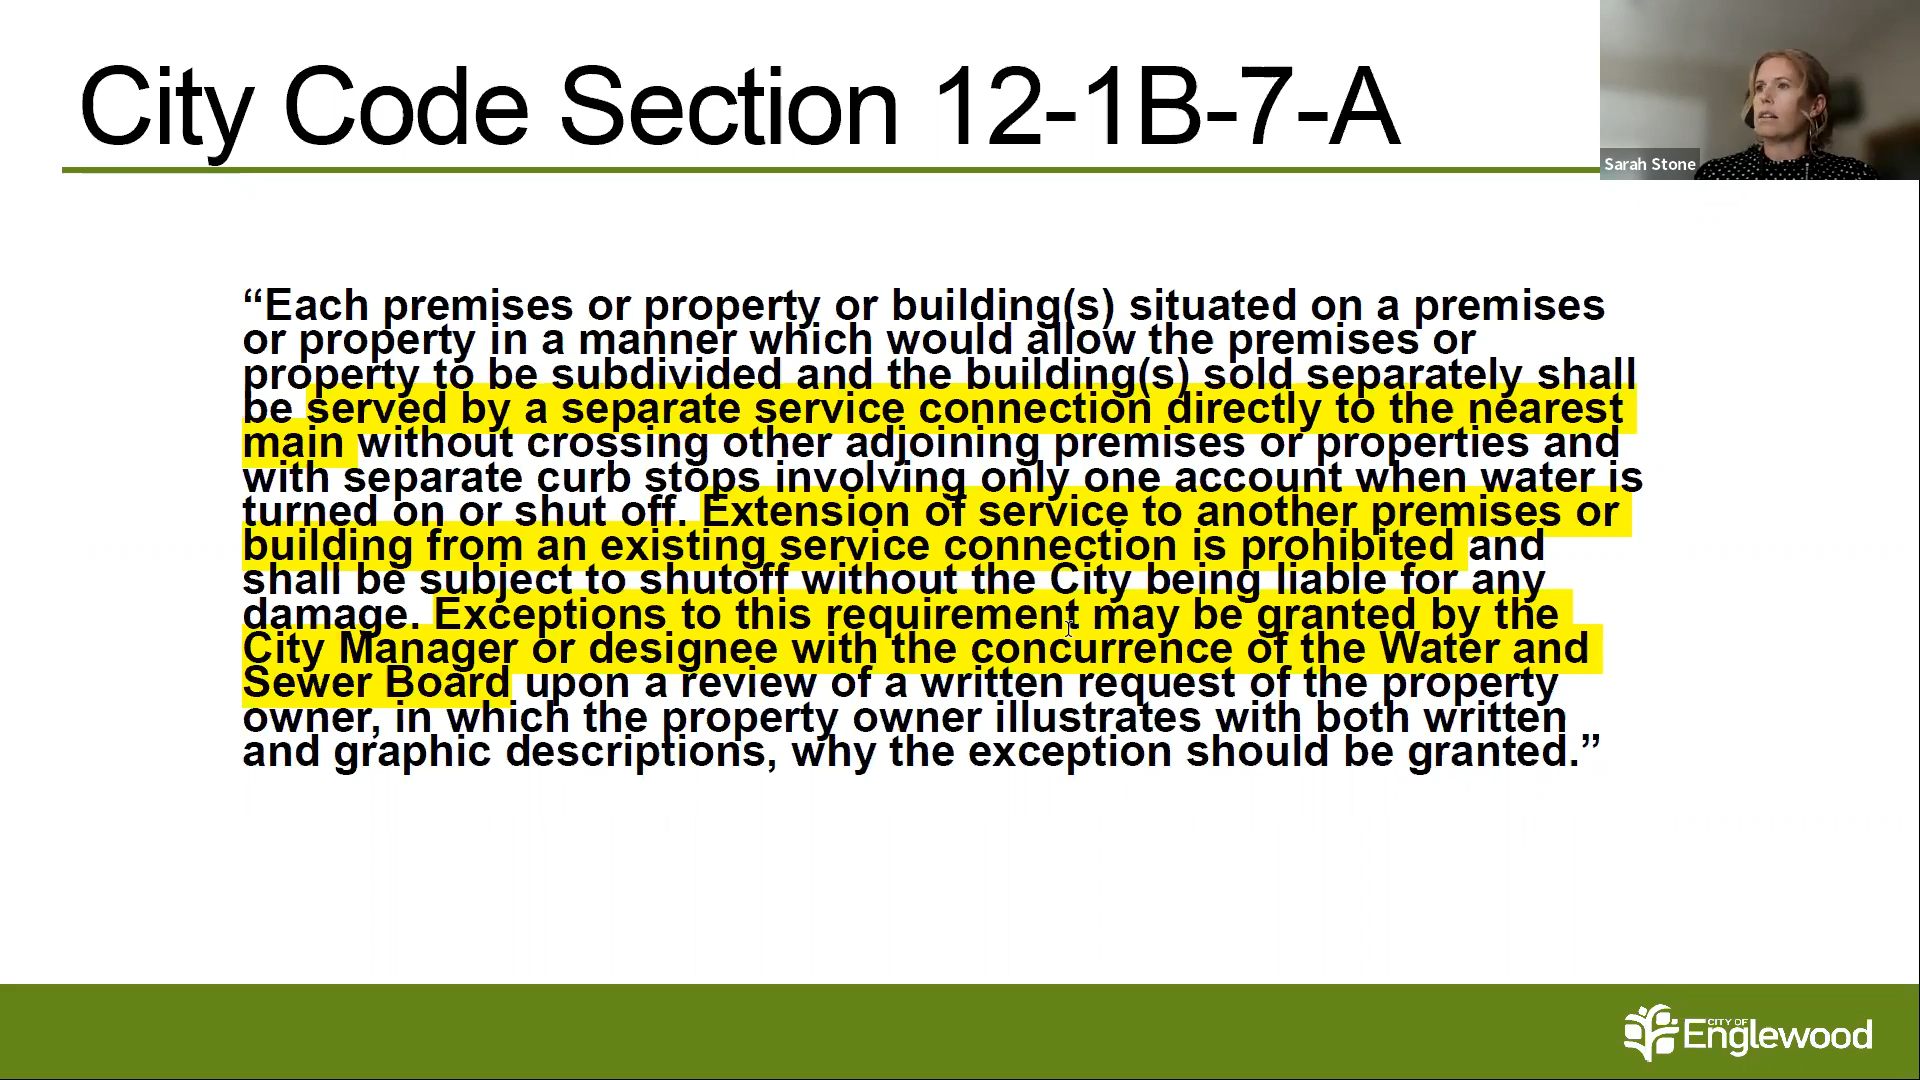 City Code Section 12-1B-7-A
Sarah Stone
“Each premises or property or building(s) situated on a premises
or property in a manner which would allow the premises or
property to be subdivided and the building(s) sold separately shall
be served by a separate service connection directly to the nearest
main without crossing other adjoining premises or properties and
with separate curb stops involving only one account when water is
turned on or shut off. Extension of service to another premises or
building from an existing service connection is prohibited and
shall be subject to shutoff without the City being liable for any
damage. Exceptions to this requirement may be granted by the
City Manager or designee with the concurrence of the Water and
Sewer Board upon a review of a written request of the property
owner, in which the property owner illustrates with both written
and graphic descriptions, why the exception should be granted.”
CITY OF
Englewood